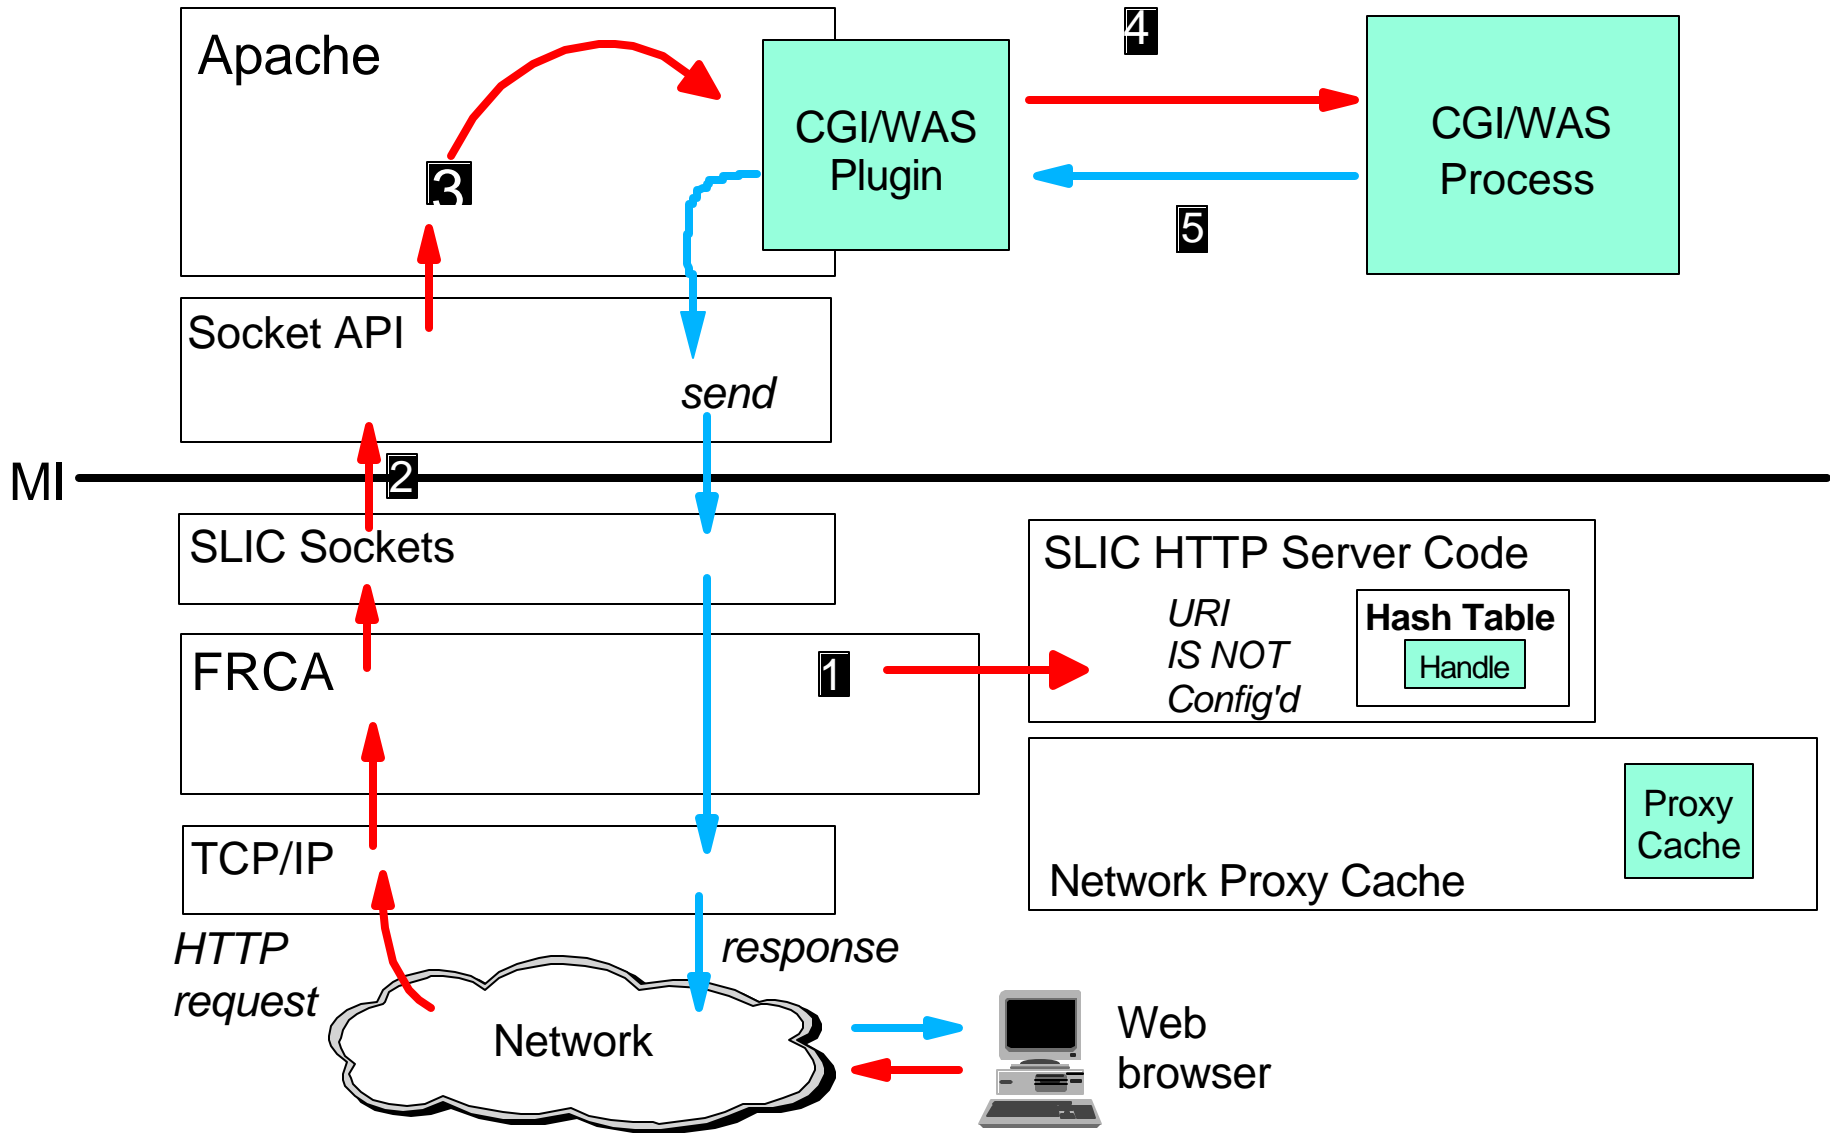 Apache
3
CGI/WAS
Plugin
4
5
CGI/WAS
Process
Socket API
send
MI
2
SLIC Sockets
FRCA
1
SLIC HTTP Server Code
URI
IS NOT
Config'd
Hash Table
Handle
TCP/IP
Proxy
Cache
Network Proxy Cache
HTTP
request
response
Network
Web
browser